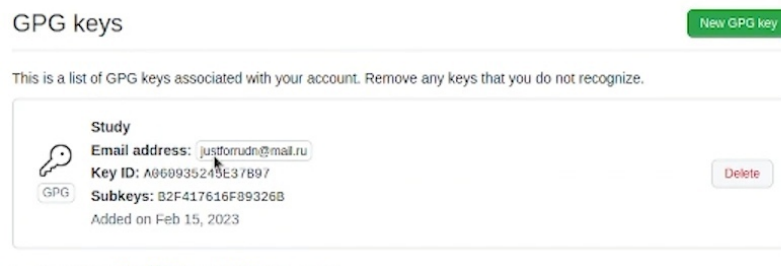 GPG keys
New GPG key
This is a list of GPG keys associated with your account. Remove any keys that you do not recognize.
Study
Email address: justforrudn@mail.ru
Key ID: A060935245E37B97
GPG
Subkeys: B2F417616F89326B
Added on Feb 15, 2023
Delete